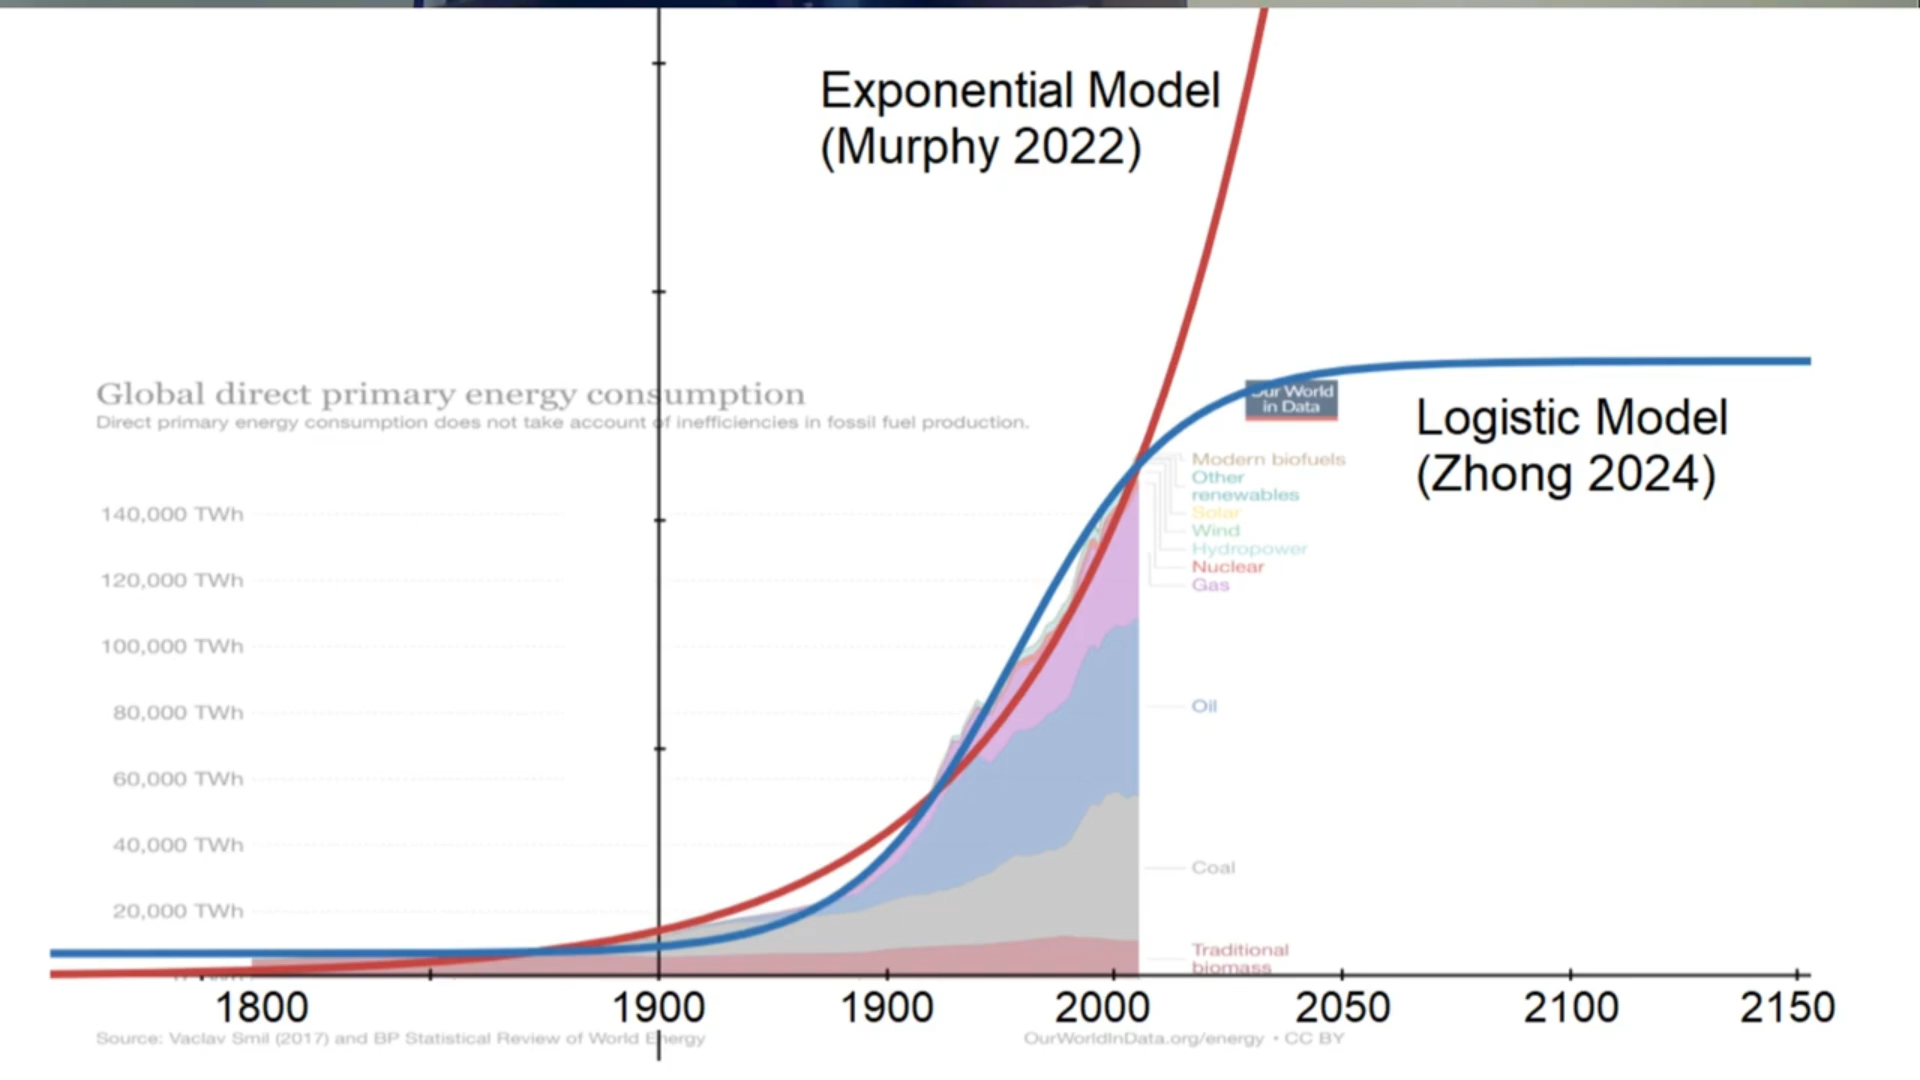 Exponential Model
(Murphy 2022)
Global direct primary energy consumption
Direct primary energy consumption does not take account of inefficiencies in fossil fuel production.
Our World
in Data
Logistic Model
(Zhong 2024)
Modern biofuels
Other
renewables
Solar
Wind
Hydropower
Nuclear
Gas
Oil
Coal
Traditional
biomass
140,000 TWh
120,000 TWh
100,000 TWh
80,000 TWh
60,000 TWh
40,000 TWh
20,000 TWh
1800 1900 1900 2000 2050 2100 2150
Source: Vaclav Smil (2017) and BP Statistical Review of World Energy
OurWorldInData.org/energy • CC BY